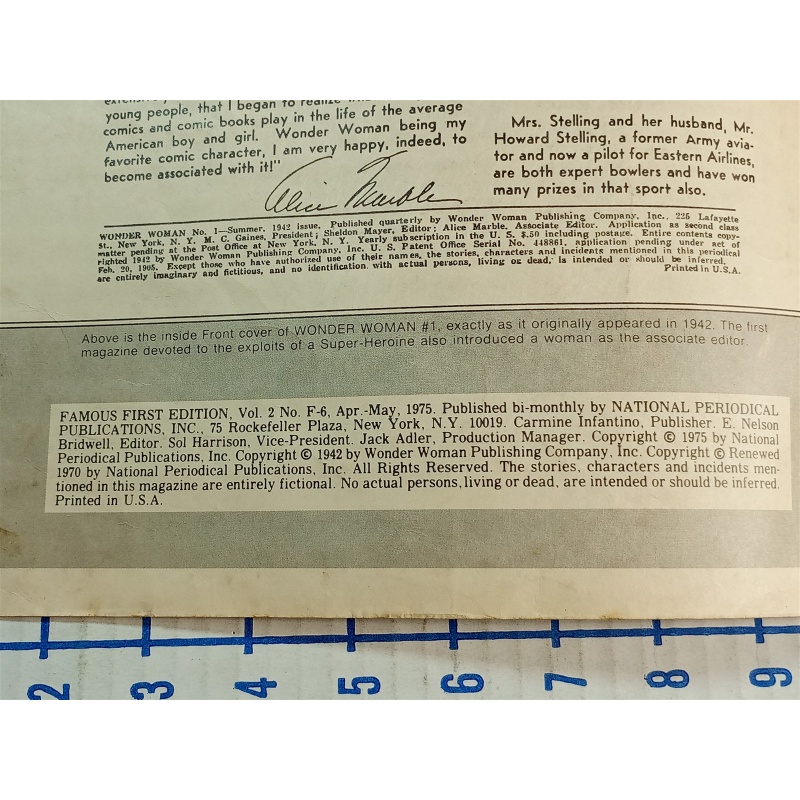 young people, that I began to realize
comics and comic books play in the life of the average
American boy and girl. Wonder Woman being my
favorite comic character, I am very happy, indeed, to
become associated with it!"
Alice Marble
Mrs. Stelling and her husband, Mr.
Howard Stelling, a former Army avia-
tor and now a pilot for Eastern Airlines,
are both expert bowlers and have won
many prizes in that sport also.
WONDER WOMAN No. 1—Summer, 1942 issue. Published quarterly by Wonder Woman Publishing Company, Inc., 225 Lafayette
St., New York, N. Y. M. C. Gaines, President; Sheldon Mayer, Editor; Alice Marble, Associate Editor. Application as second class
matter pending at the Post Office at New York, N. Y. Yearly subscription in the U. S. $.50 including postage. Entire contents copy-
righted 1942 by Wonder Woman Publishing Company, Inc. U. S. Patent Office Serial No. 448861, application pending under act of
Feb. 20, 1905. Except those who have authorized use of their names, the stories, characters and incidents mentioned in this periodical
are entirely imaginary and fictitious, and no identification with actual persons, living or dead, is intended or should be inferred.
Printed in U.S.A.
Above is the inside Front cover of WONDER WOMAN #1, exactly as it originally appeared in 1942. The first
magazine devoted to the exploits of a Super-Heroine also introduced a woman as the associate editor.
FAMOUS FIRST EDITION, Vol. 2 No. F-6, Apr.-May, 1975. Published bi-monthly by NATIONAL PERIODICAL
PUBLICATIONS, INC., 75 Rockefeller Plaza, New York, N.Y. 10019. Carmine Infantino, Publisher. E. Nelson
Bridwell, Editor. Sol Harrison, Vice-President. Jack Adler, Production Manager. Copyright © 1975 by National
Periodical Publications, Inc. Copyright © 1942 by Wonder Woman Publishing Company, Inc. Copyright © Renewed
1970 by National Periodical Publications, Inc. All Rights Reserved. The stories, characters and incidents men-
tioned in this magazine are entirely fictional. No actual persons, living or dead, are intended or should be inferred.
Printed in U.S.A.
2 3 4 5 6 7 8 9